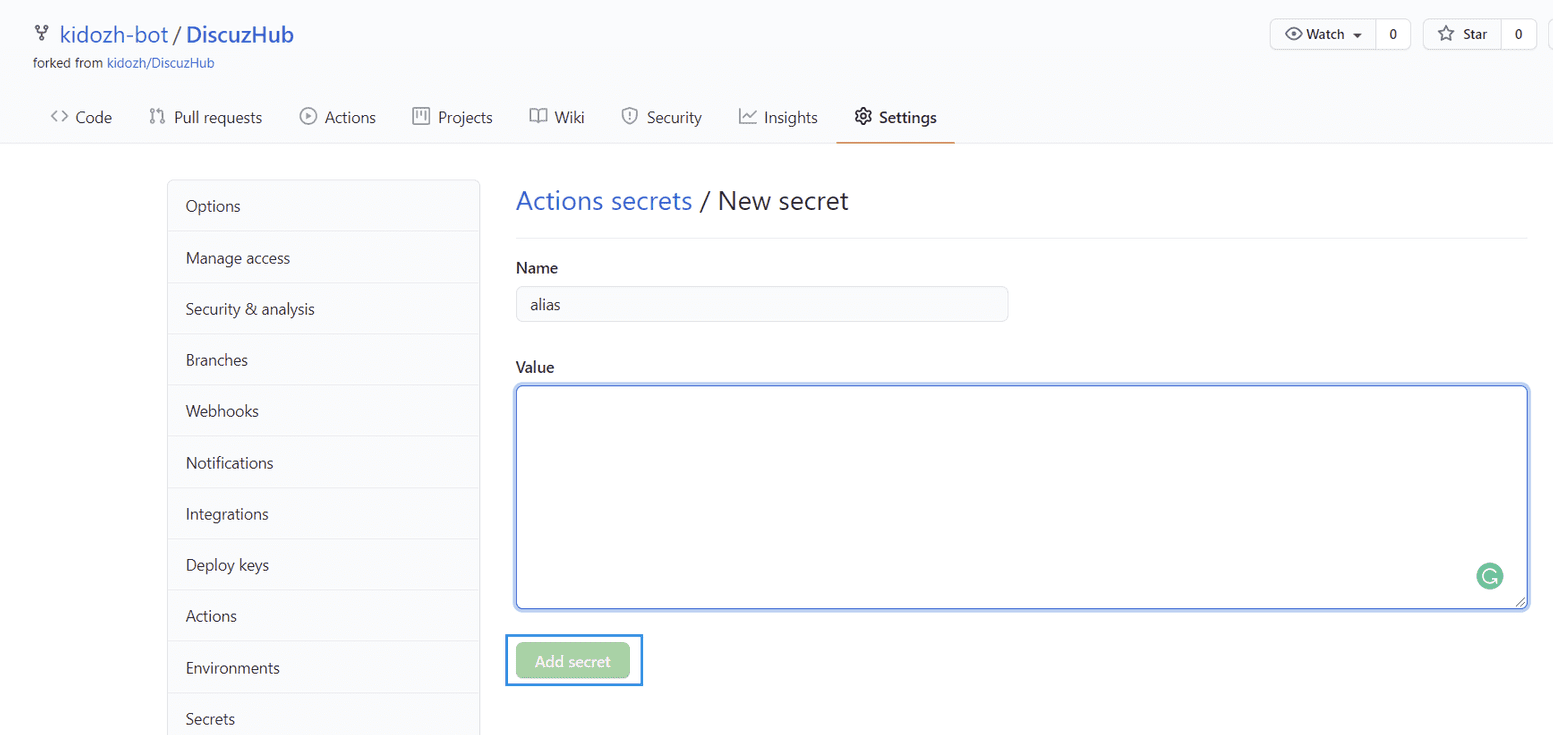 kidozh-bot / DiscuzHub
Watch 0 Star 0
forked from kidozh/DiscuzHub
Code Pull requests Actions Projects Wiki Security Insights Settings
Options
Manage access
Security & analysis
Branches
Webhooks
Notifications
Integrations
Deploy keys
Actions
Environments
Secrets
Actions secrets / New secret
Name
alias
Value
Add secret